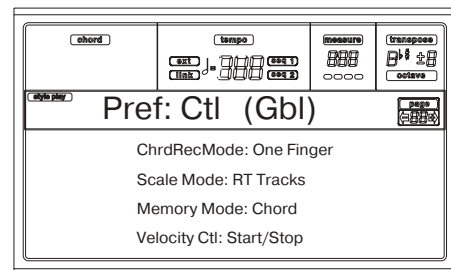 chord tempo measure transpose
ext seq 1
link seq 2
octave
style play
Pref: Ctl (Gbl)
page
ChrdRecMode: One Finger
Scale Mode: RT Tracks
Memory Mode: Chord
Velocity Ctl: Start/Stop